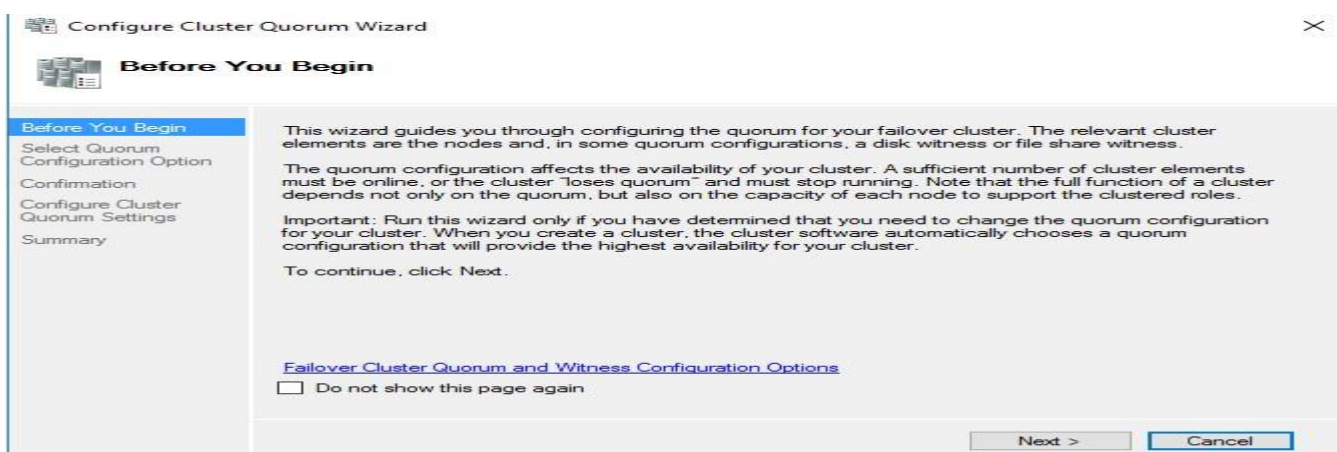 Configure Cluster Quorum Wizard
Before You Begin
Before You Begin
Select Quorum
Configuration Option
Confirmation
Configure Cluster
Quorum Settings
Summary
This wizard guides you through configuring the quorum for your failover cluster. The relevant cluster
elements are the nodes and, in some quorum configurations, a disk witness or file share witness.
The quorum configuration affects the availability of your cluster. A sufficient number of cluster elements
must be online, or the cluster "loses quorum" and must stop running. Note that the full function of a cluster
depends not only on the quorum, but also on the capacity of each node to support the clustered roles.
Important: Run this wizard only if you have determined that you need to change the quorum configuration
for your cluster. When you create a cluster, the cluster software automatically chooses a quorum
configuration that will provide the highest availability for your cluster.
To continue, click Next.
Failover Cluster Quorum and Witness Configuration Options
Do not show this page again
Next >
Cancel